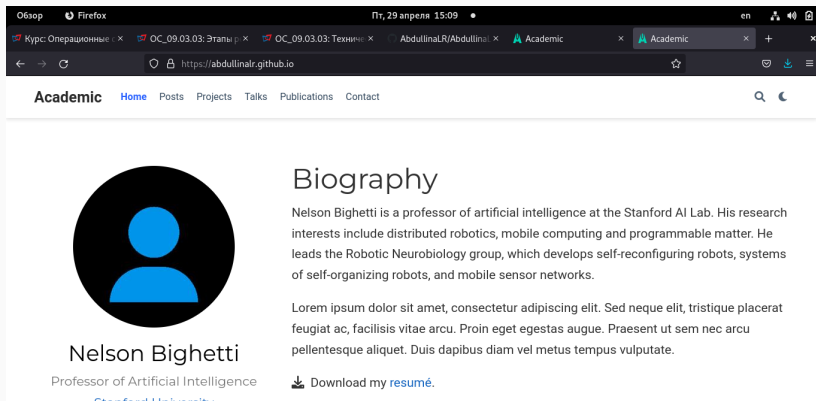 Обзор Firefox Пт, 29 апреля 15:09 en
Курс: Операционные ОС_09.03.03: Этапы р ОС_09.03.03: Техниче AbdullinaLR/Abdullinal Academic Academic
https://abdullinalr.github.io
Academic Home Posts Projects Talks Publications Contact
Biography
Nelson Bighetti is a professor of artificial intelligence at the Stanford AI Lab. His research
interests include distributed robotics, mobile computing and programmable matter. He
leads the Robotic Neurobiology group, which develops self-reconfiguring robots, systems
of self-organizing robots, and mobile sensor networks.
Lorem ipsum dolor sit amet, consectetur adipiscing elit. Sed neque elit, tristique placerat
feugiat ac, facilisis vitae arcu. Proin eget egestas augue. Praesent ut sem nec arcu
pellentesque aliquet. Duis dapibus diam vel metus tempus vulputate.
Download my resumé.
Nelson Bighetti
Professor of Artificial Intelligence
Stanford University